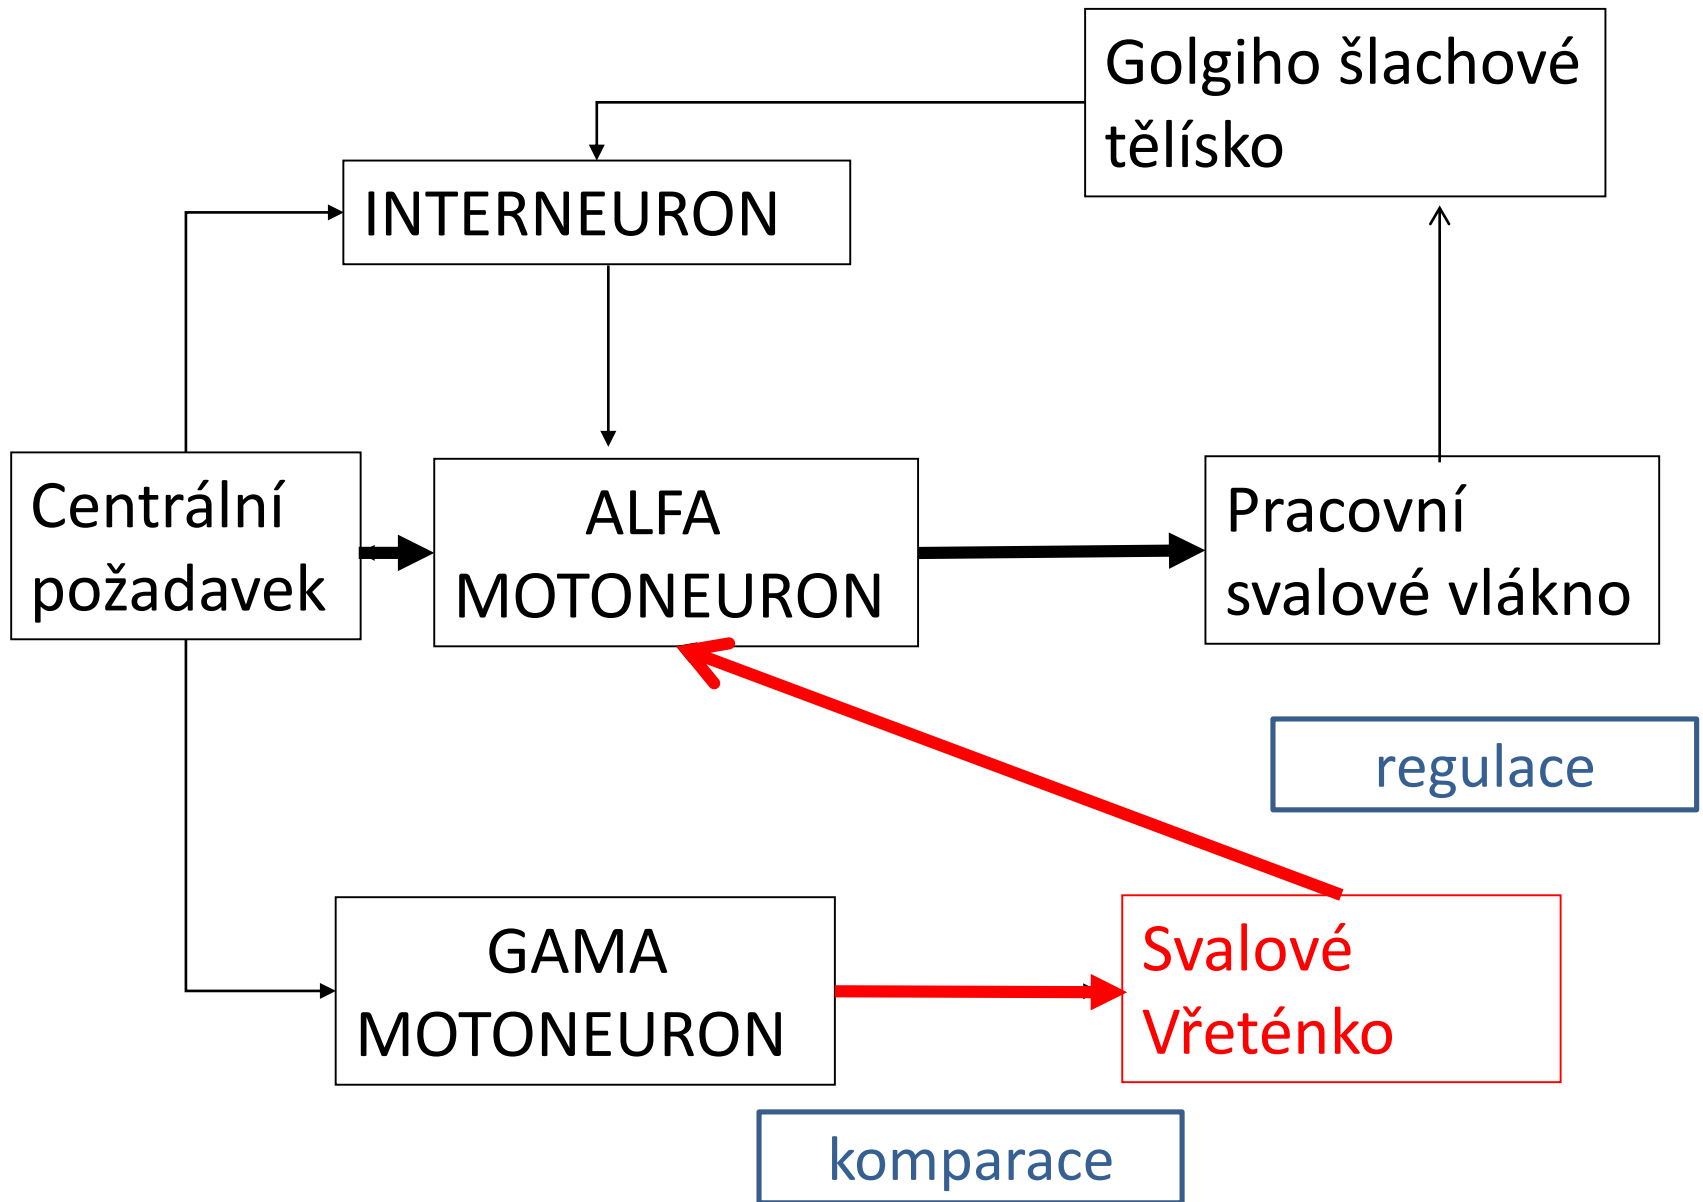 Golgiho šlachové
tělísko
INTERNEURON
Centrální
požadavek
ALFA
MOTONEURON
Pracovní
svalové vlákno
regulace
GAMA
MOTONEURON
Svalové
Vřeténko
komparace